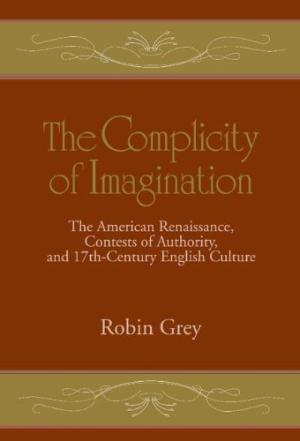 The Complicity
of Imagination
The American Renaissance,
Contests of Authority,
and 17th-Century English Culture
Robin Grey